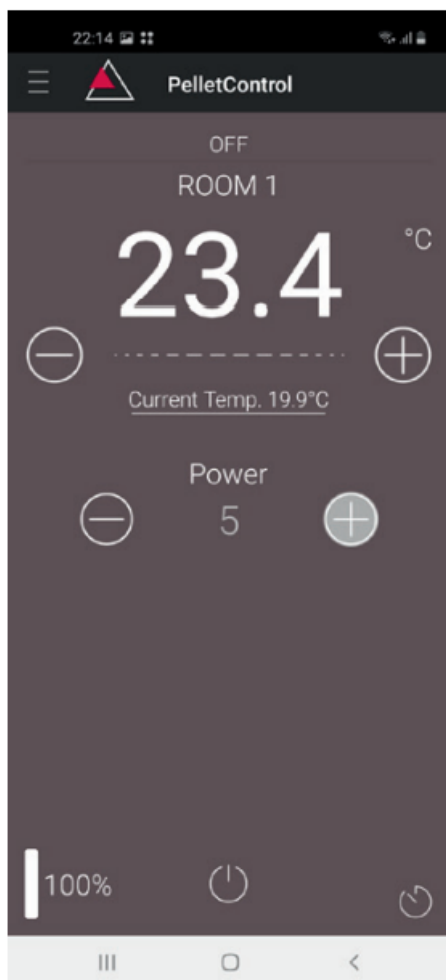 22:14
PelletControl
OFF
ROOM 1
23.4 °C
Current Temp. 19.9°C
Power
5
100%